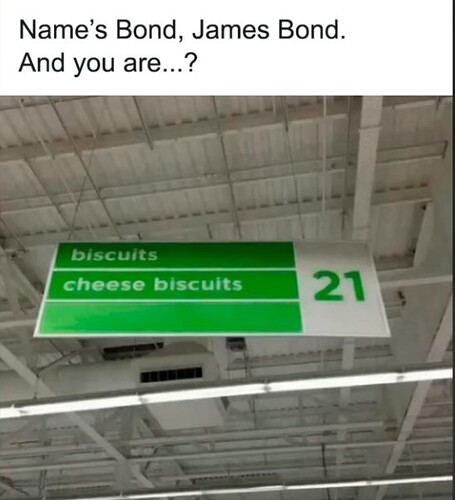 Name’s Bond, James Bond.
And you are...?
biscuits
cheese biscuits
21